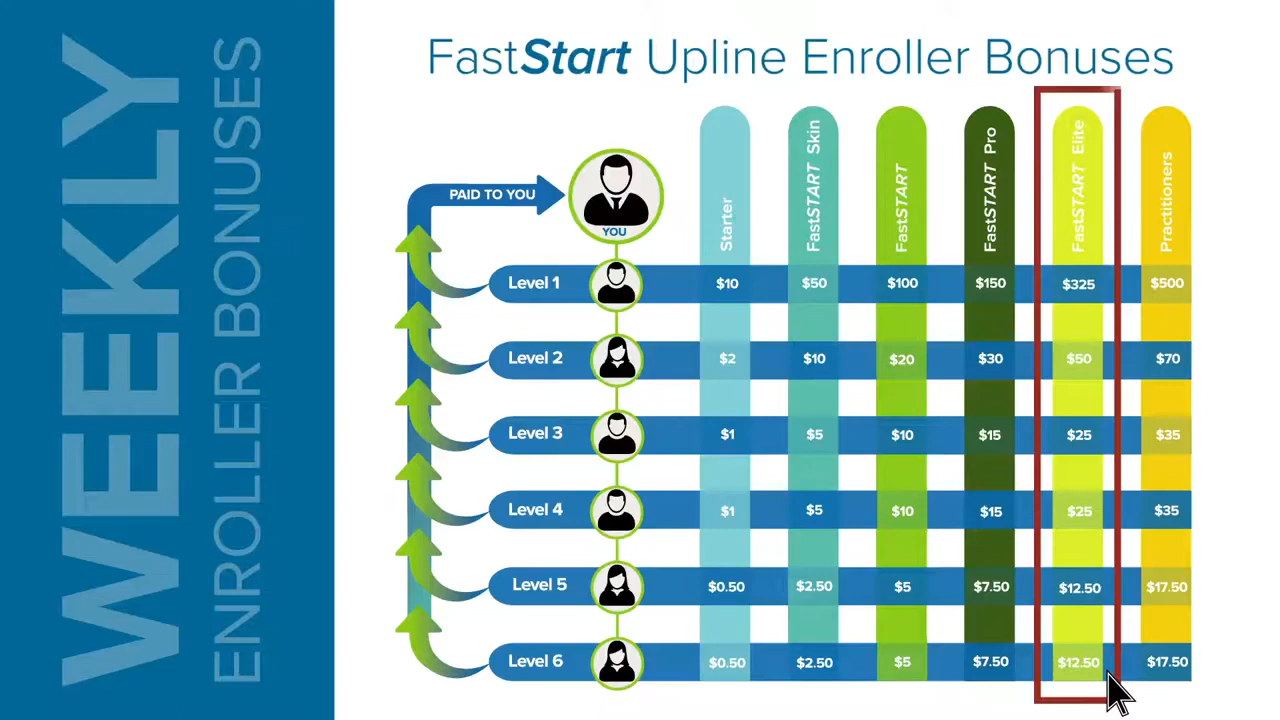 WEEKLY
ENROLLER BONUSES
FastStart Upline Enroller Bonuses
PAID TO YOU
YOU
Starter
FastSTART Skin
FastSTART
FastSTART Pro
FastSTART Elite
Practitioners
Level 1 $10 $50 $100 $150 $325 $500
Level 2 $2 $10 $20 $30 $50 $70
Level 3 $1 $5 $10 $15 $25 $35
Level 4 $1 $5 $10 $15 $25 $35
Level 5 $0.50 $2.50 $5 $7.50 $12.50 $17.50
Level 6 $0.50 $2.50 $5 $7.50 $12.50 $17.50